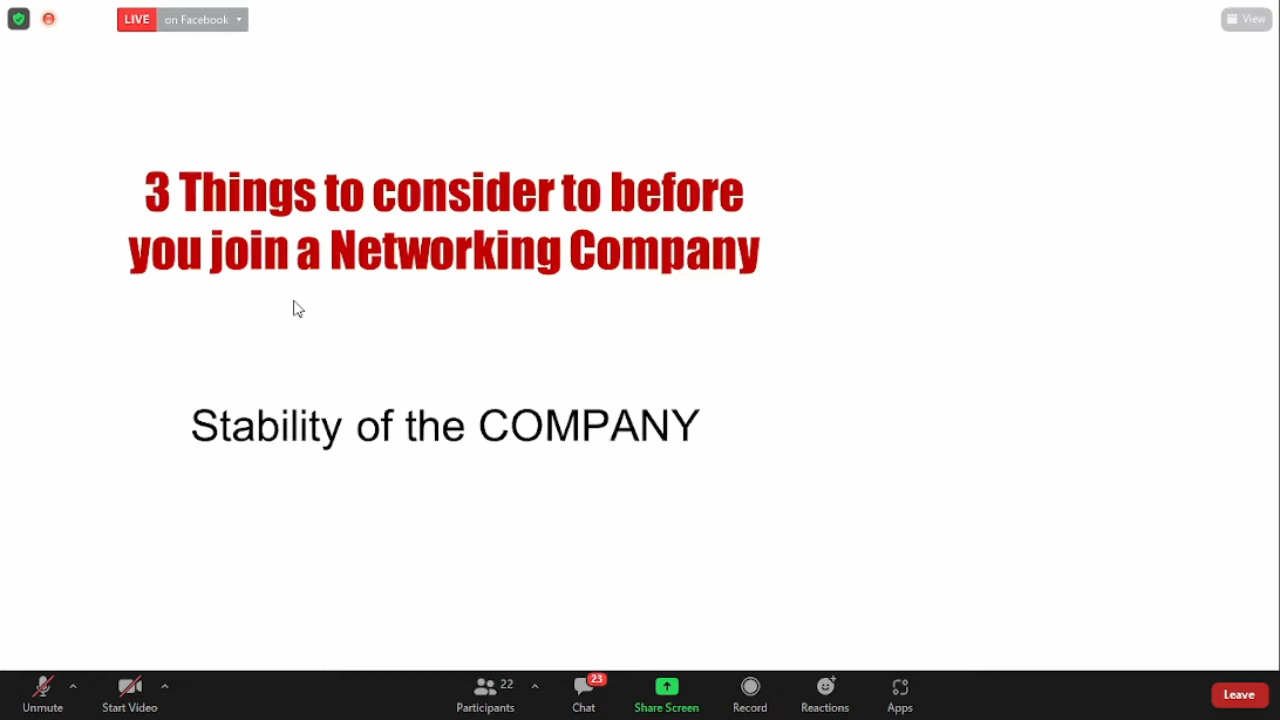 LIVE on Facebook
View
3 Things to consider to before
you join a Networking Company
Stability of the COMPANY
22
23
Unmute
Start Video
Participants
Chat
Share Screen
Record
Reactions
Apps
Leave